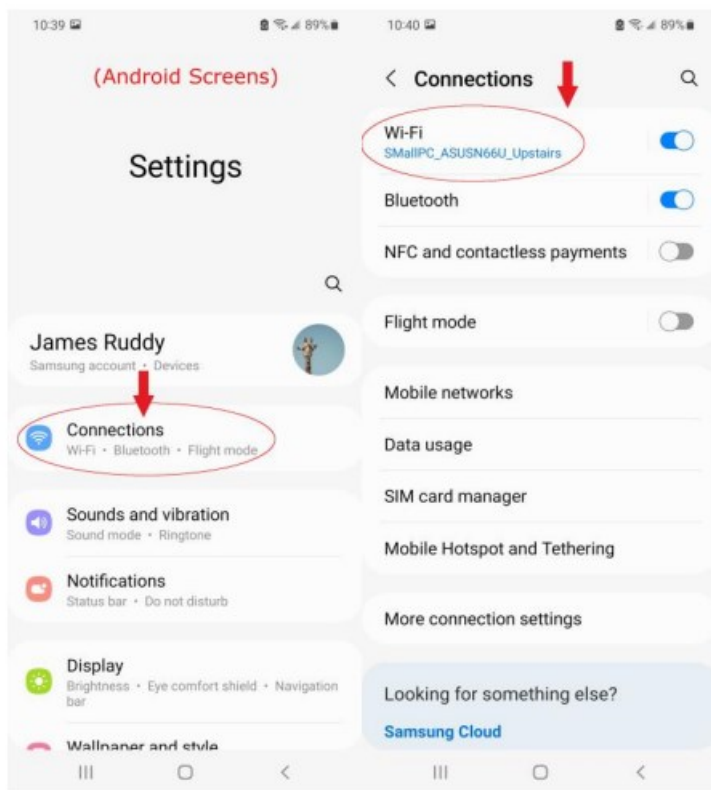 10:39
89%
(Android Screens)
Settings
James Ruddy
Samsung account • Devices
Connections
Wi-Fi • Bluetooth • Flight mode
Sounds and vibration
Sound mode • Ringtone
Notifications
Status bar • Do not disturb
Display
Brightness • Eye comfort shield • Navigation
bar
Wallpaper and style
10:40
89%
Connections
Wi-Fi
SMallPC_ASUSN66U_Upstairs
Bluetooth
NFC and contactless payments
Flight mode
Mobile networks
Data usage
SIM card manager
Mobile Hotspot and Tethering
More connection settings
Looking for something else?
Samsung Cloud